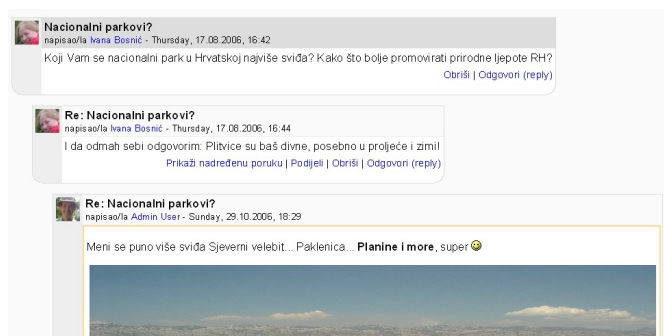 Nacionalni parkovi?
napisao/la Ivana Bosnić - Thursday, 17.08.2006, 16:42
Koji Vam se nacionalni park u Hrvatskoj najviše sviđa? Kako što bolje promovirati prirodne ljepote RH?
Obriši | Odgovori (reply)
Re: Nacionalni parkovi?
napisao/la Ivana Bosnić - Thursday, 17.08.2006, 16:44
I da odmah sebi odgovorim: Plitvice su baš divne, posebno u proljeće i zimi!
Prikaži nadređenu poruku | Podijeli | Obriši | Odgovori (reply)
Re: Nacionalni parkovi?
napisao/la Admin User - Sunday, 29.10.2006, 18:29
Meni se puno više sviđa Sjeverni velebit... Paklenica... Planine i more, super